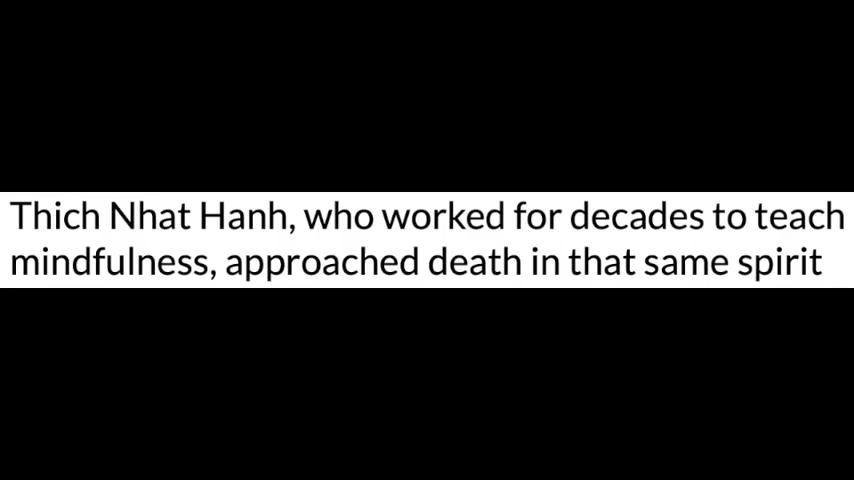 Thich Nhat Hanh, who worked for decades to teach
mindfulness, approached death in that same spirit